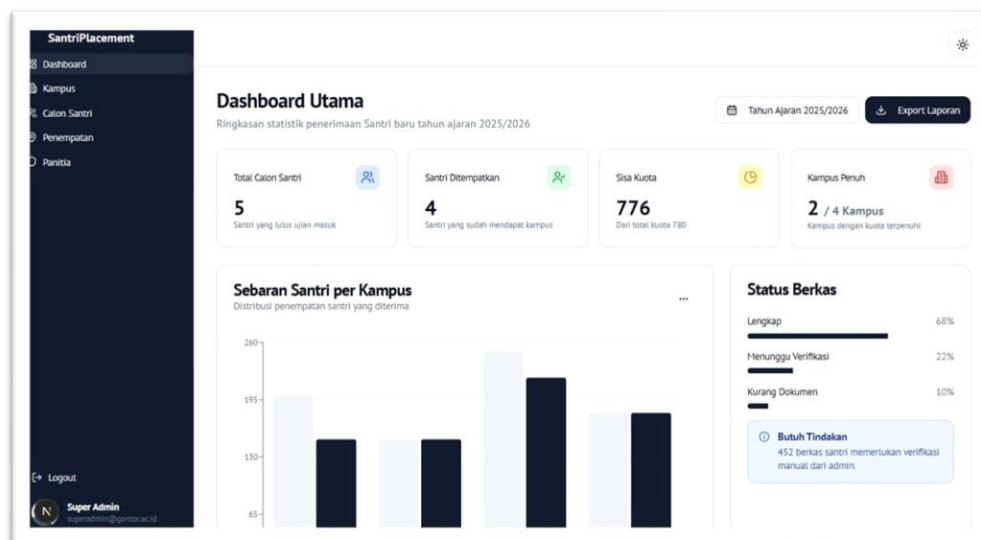 SantriPlacement
Dashboard
Kampus
Calon Santri
Penempatan
Panitia
Logout
N
Super Admin
superadmin@gontor.ac.id
Dashboard Utama
Ringkasan statistik penerimaan Santri baru tahun ajaran 2025/2026
Tahun Ajaran 2025/2026
Export Laporan
Total Calon Santri
5
Santri yang lulus ujian masuk
Santri Ditempatkan
4
Santri yang sudah mendapat kampus
Sisa Kuota
776
Dari total kuota 780
Kampus Penuh
2 / 4 Kampus
Kampus dengan kuota terpenuhi
Sebaran Santri per Kampus
Distribusi penempatan santri yang diterima
...
260
195
130
65
Status Berkas
Lengkap 68%
Menunggu Verifikasi 22%
Kurang Dokumen 10%
Butuh Tindakan
452 berkas santri memerlukan verifikasi
manual dari admin.